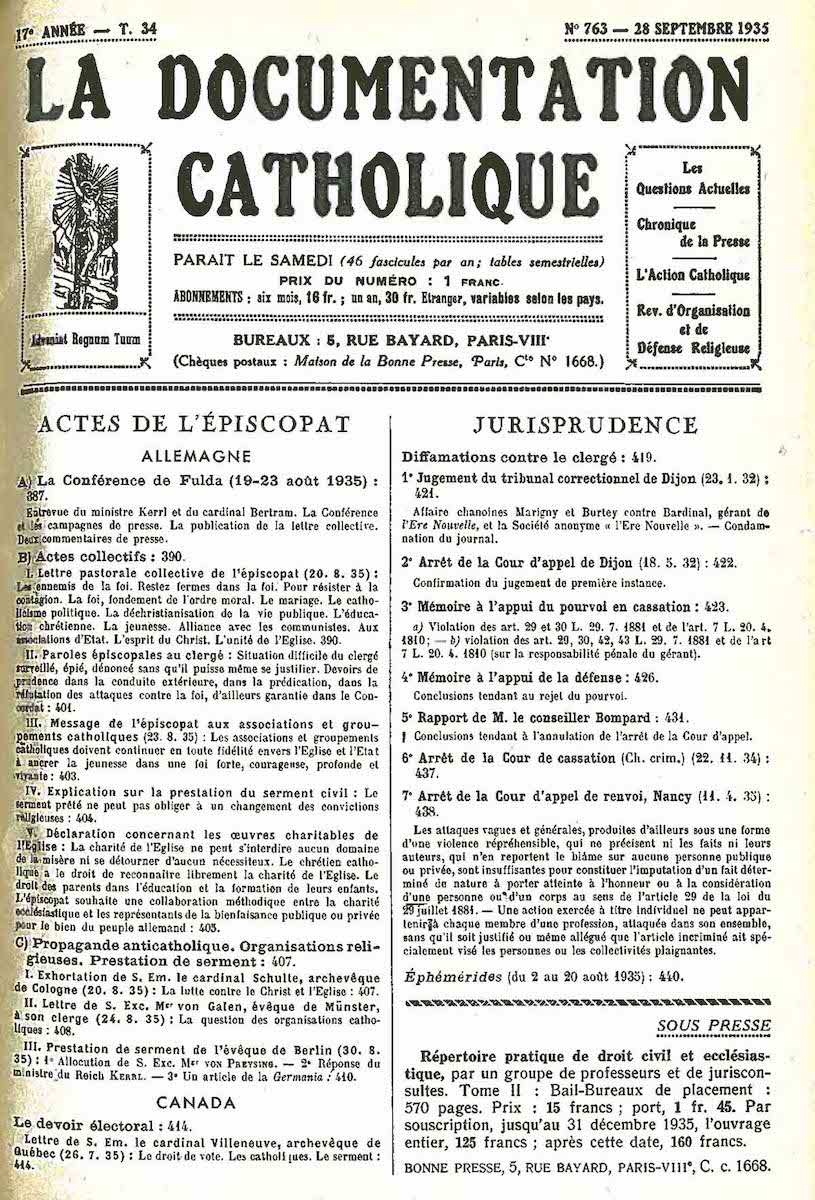 17e ANNÉE — T. 34
No 763 — 28 SEPTEMBRE 1935
LA DOCUMENTATION
CATHOLIQUE
Adveniat Regnum Tuum
PARAIT LE SAMEDI (46 fascicules par an; tables semestrielles)
PRIX DU NUMÉRO : 1 FRANC.
ABONNEMENTS : six mois, 16 fr. ; un an, 30 fr. Etranger, variables selon les pays.
BUREAUX : 5, RUE BAYARD, PARIS-VIIIe
(Chèques postaux : Maison de la Bonne Presse, Paris, Cte No 1668.)
Les
Questions Actuelles
Chronique
de la Presse
L'Action Catholique
Rev. d'Organisation
et de
Défense Religieuse
ACTES DE L'ÉPISCOPAT
ALLEMAGNE
A) La Conférence de Fulda (19-23 août 1935) :
387.
Entrevue du ministre Kerrl et du cardinal Bertram. La Conférence
et les campagnes de presse. La publication de la lettre collective.
Deux commentaires de presse.
B) Actes collectifs : 390.
I. Lettre pastorale collective de l'épiscopat (20. 8. 35) :
Les ennemis de la foi. Restez fermes dans la foi. Pour résister à la
contagion. La foi, fondement de l'ordre moral. Le mariage. Le catho-
licisme politique. La déchristianisation de la vie publique. L'éduca-
tion chrétienne. La jeunesse. Alliance avec les communistes. Aux
associations d'Etat. L'esprit du Christ. L'unité de l'Eglise. 390.
II. Paroles épiscopales au clergé : Situation difficile du clergé
surveillé, épié, dénoncé sans qu'il puisse même se justifier. Devoirs de
prudence dans la conduite extérieure, dans la prédication, dans la
réfutation des attaques contre la foi, d'ailleurs garantie dans le Con-
cordat : 401.
III. Message de l'épiscopat aux associations et grou-
pements catholiques (23. 8. 35) : Les associations et groupements
catholiques doivent continuer en toute fidélité envers l'Eglise et l'Etat
à ancrer la jeunesse dans une foi forte, courageuse, profonde et
vivante : 403.
IV. Explication sur la prestation du serment civil : Le
serment prêté ne peut pas obliger à un changement des convictions
religieuses : 404.
V. Déclaration concernant les œuvres charitables de
l'Eglise : La charité de l'Eglise ne peut s'interdire aucun domaine
de la misère ni se détourner d'aucun nécessiteux. Le chrétien catho-
lique a le droit de reconnaître librement la charité de l'Eglise. Le
droit des parents dans l'éducation et la formation de leurs enfants.
L'épiscopat souhaite une collaboration méthodique entre la charité
ecclésiastique et les représentants de la bienfaisance publique ou privée
pour le bien du peuple allemand : 405.
C) Propagande anticatholique. Organisations reli-
gieuses. Prestation de serment : 407.
I. Exhortation de S. Em. le cardinal Schulte, archevêque
de Cologne (20. 8. 35) : La lutte contre le Christ et l'Eglise : 407.
II. Lettre de S. Exc. Mgr von Galen, évêque de Münster,
à son clergé (24. 8. 35) : La question des organisations catho-
liques : 408.
III. Prestation de serment de l'évêque de Berlin (30. 8.
35) : 1o Allocution de S. Exc. Mgr VON PREYSING. — 2o Réponse du
ministre du Reich KERRL. — 3o Un article de la Germania : 410.
CANADA
Le devoir électoral : 414.
Lettre de S. Em. le cardinal Villeneuve, archevêque de
Québec (26. 7. 35) : Le droit de vote. Les catholiques. Le serment :
414.
JURISPRUDENCE
Diffamations contre le clergé : 419.
1o Jugement du tribunal correctionnel de Dijon (23. 1. 32) :
421.
Affaire chanoines Marigny et Burtey contre Bardinal, gérant de
l'Ere Nouvelle, et la Société anonyme « l'Ere Nouvelle ». — Condam-
nation du journal.
2o Arrêt de la Cour d'appel de Dijon (18. 5. 32) : 422.
Confirmation du jugement de première instance.
3o Mémoire à l'appui du pourvoi en cassation : 423.
a) Violation des art. 29 et 30 L. 29. 7. 1881 et de l'art. 7 L. 20. 4.
1810; — b) violation des art. 29, 30, 42, 43 L. 29. 7. 1881 et de l'art
7 L. 20. 4. 1810 (sur la responsabilité pénale du gérant).
4o Mémoire à l'appui de la défense : 426.
Conclusions tendant au rejet du pourvoi.
5o Rapport de M. le conseiller Bompard : 431.
Conclusions tendant à l'annulation de l'arrêt de la Cour d'appel.
6o Arrêt de la Cour de cassation (Ch. crim.) (22. 11. 34) :
437.
7o Arrêt de la Cour d'appel de renvoi, Nancy (11. 4. 35) :
438.
Les attaques vagues et générales, produites d'ailleurs sous une forme
d'une violence répréhensible, qui ne précisent ni les faits ni leurs
auteurs, qui n'en reportent le blâme sur aucune personne publique
ou privée, sont insuffisantes pour constituer l'imputation d'un fait déter-
miné de nature à porter atteinte à l'honneur ou à la considération
d'une personne ou d'un corps au sens de l'article 29 de la loi du
29 juillet 1881. — Une action exercée à titre individuel ne peut appar-
tenir à chaque membre d'une profession, attaquée dans son ensemble,
sans qu'il soit justifié ou même allégué que l'article incriminé ait spé-
cialement visé les personnes ou les collectivités plaignantes.
Éphémérides (du 2 au 20 août 1935) : 440.
SOUS PRESSE
Répertoire pratique de droit civil et ecclésias-
tique, par un groupe de professeurs et de juriscon-
sultes. Tome II : Bail-Bureaux de placement :
570 pages. Prix : 15 francs ; port, 1 fr. 45. Par
souscription, jusqu'au 31 décembre 1935, l'ouvrage
entier, 125 francs ; après cette date, 160 francs.
BONNE PRESSE, 5, RUE BAYARD, PARIS-VIIIe, C. c. 1668.